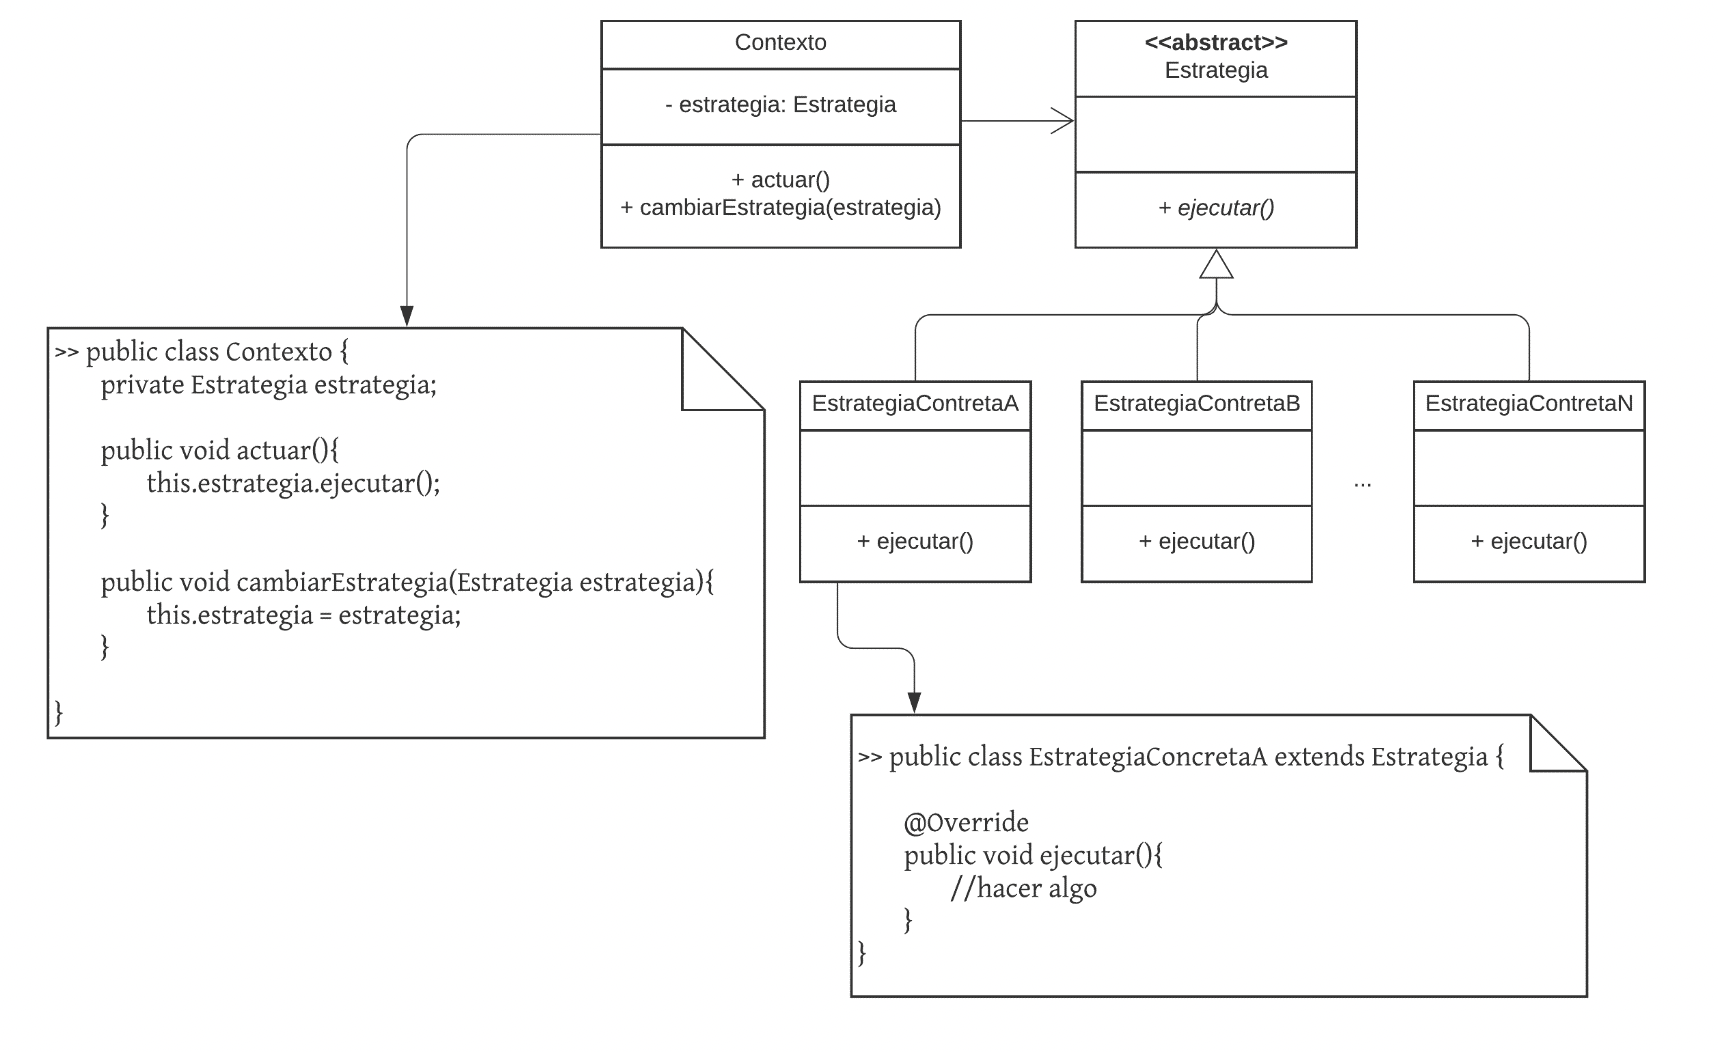 Contexto
- estrategia: Estrategia
+ actuar()
+ cambiarEstrategia(estrategia)
<<abstract>>
Estrategia
+ ejecutar()
>> public class Contexto {
private Estrategia estrategia;
public void actuar(){
this.estrategia.ejecutar();
}
public void cambiarEstrategia(Estrategia estrategia){
this.estrategia = estrategia;
}
}
EstrategiaContretaA
+ ejecutar()
EstrategiaContretaB
+ ejecutar()
...
EstrategiaContretaN
+ ejecutar()
>> public class EstrategiaConcretaA extends Estrategia {
@Override
public void ejecutar(){
//hacer algo
}
}